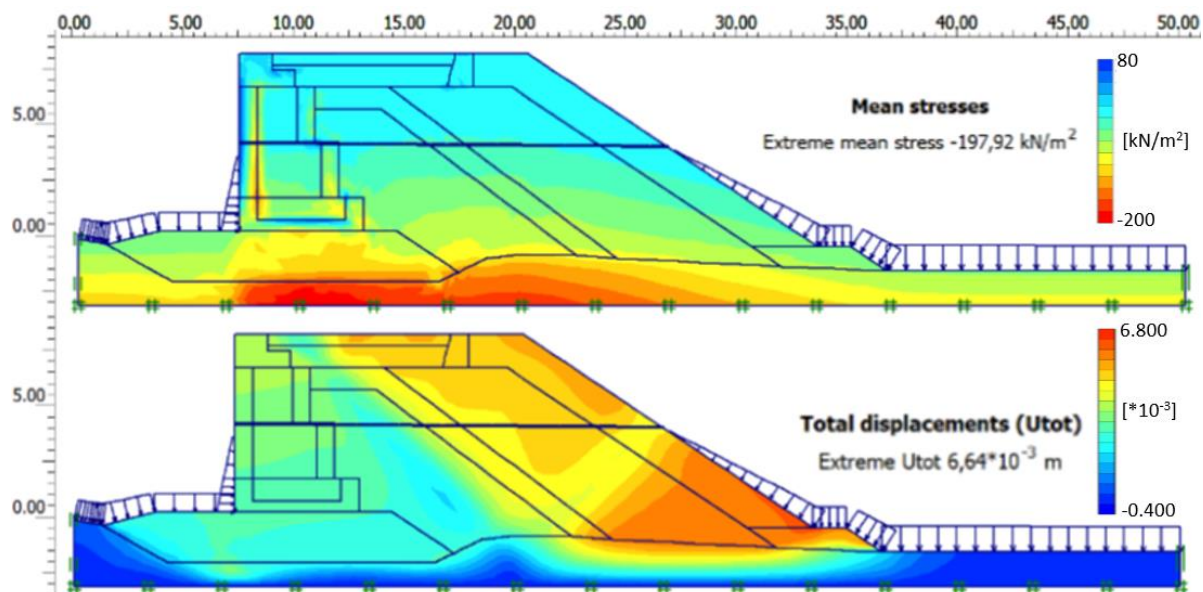 0.00 5.00 10.00 15.00 20.00 25.00 30.00 35.00 40.00 45.00 50.00
80
Mean stresses
5.00
Extreme mean stress -197,92 kN/m²
[kN/m²]
-200
0.00
6.800
5.00
[*10⁻³]
Total displacements (Utot)
Extreme Utot 6,64*10⁻³ m
0.00
-0.400